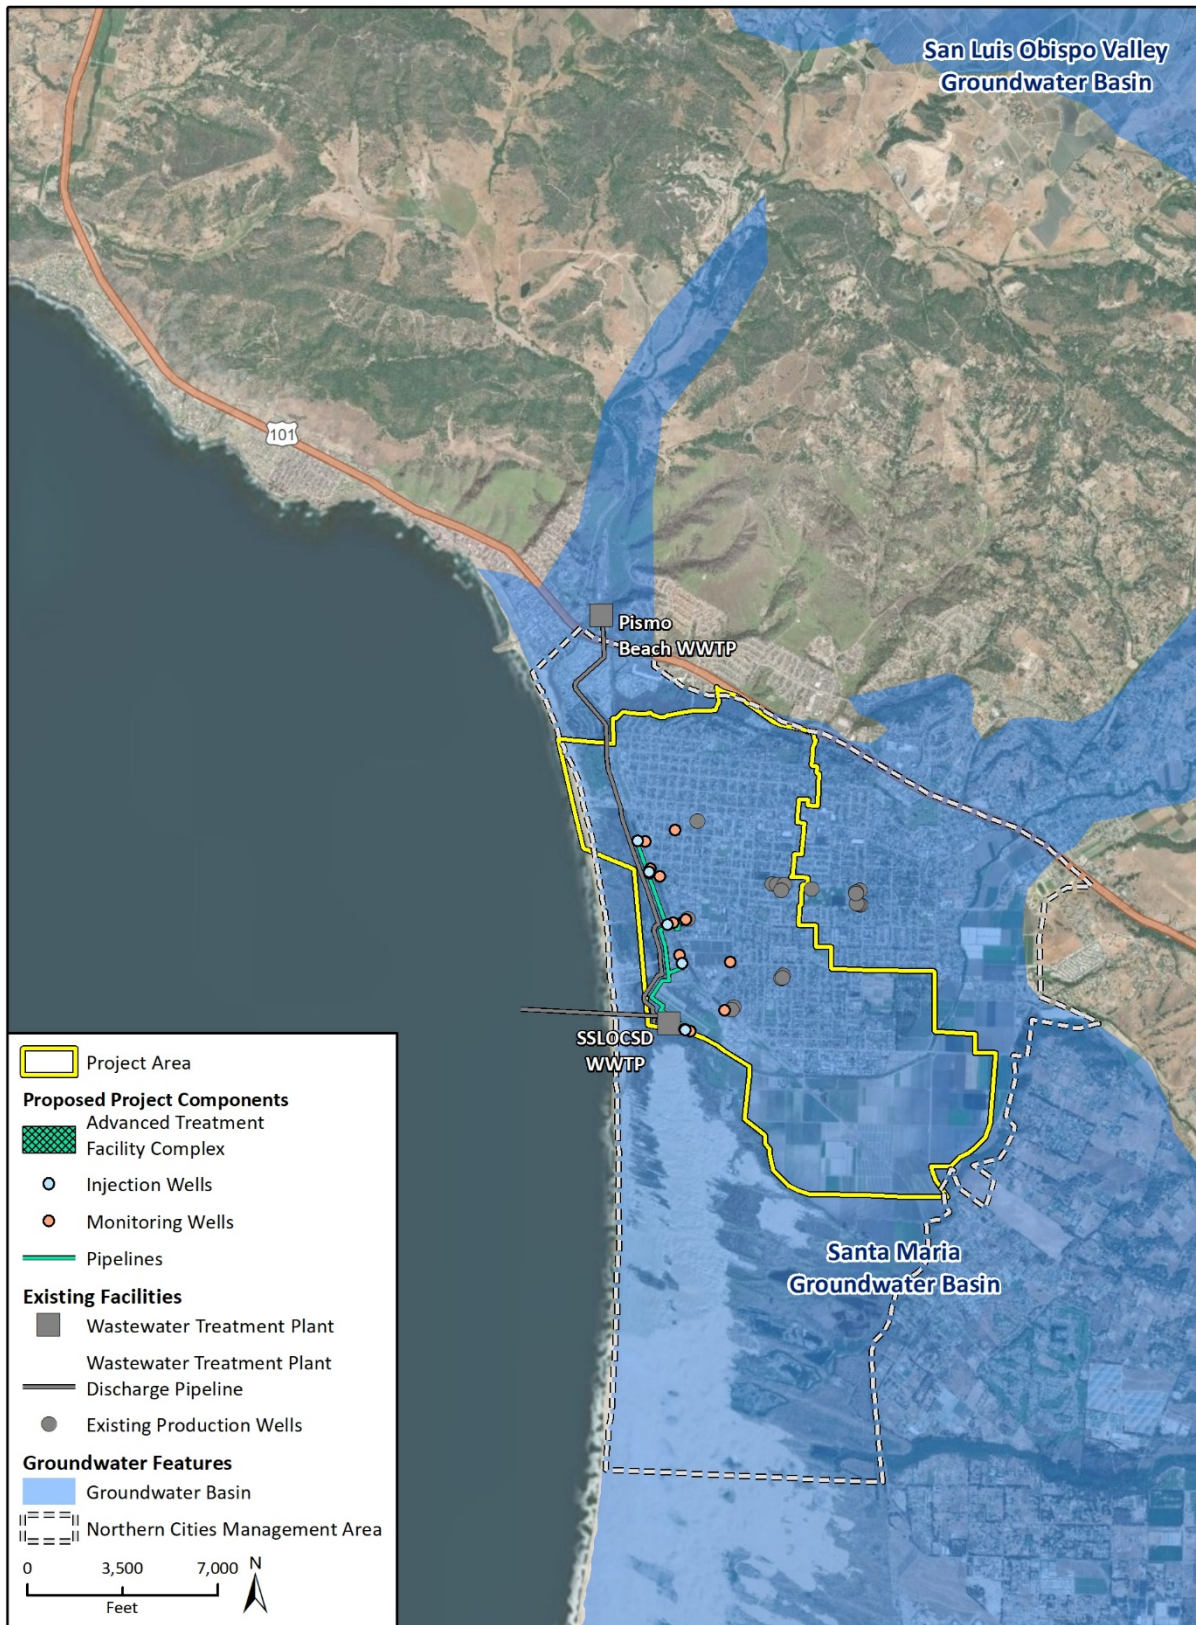 San Luis Obispo Valley
Groundwater Basin
101
Pismo
Beach WWTP
SSLOCSD
WWTP
Santa Maria
Groundwater Basin
Project Area
Proposed Project Components
Advanced Treatment
Facility Complex
Injection Wells
Monitoring Wells
Pipelines
Existing Facilities
Wastewater Treatment Plant
Wastewater Treatment Plant
Discharge Pipeline
Existing Production Wells
Groundwater Features
Groundwater Basin
Northern Cities Management Area
0 3,500 7,000 N
Feet